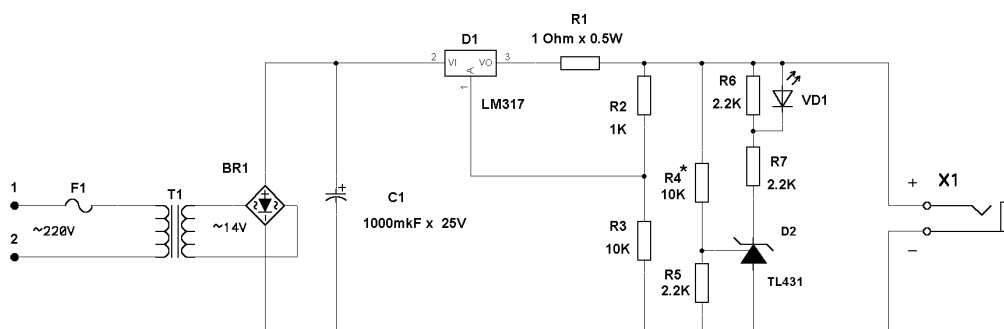 R1
1 Ohm x 0.5W
D1
2 VI VO 3
A
1
LM317
R2
1K
R6
2.2K
VD1
BR1
R4*
10K
R7
2.2K
1 F1 T1
~220V
2
~14V
C1
1000mkF x 25V
R3
10K
D2
R5
2.2K
TL431
+ X1
–